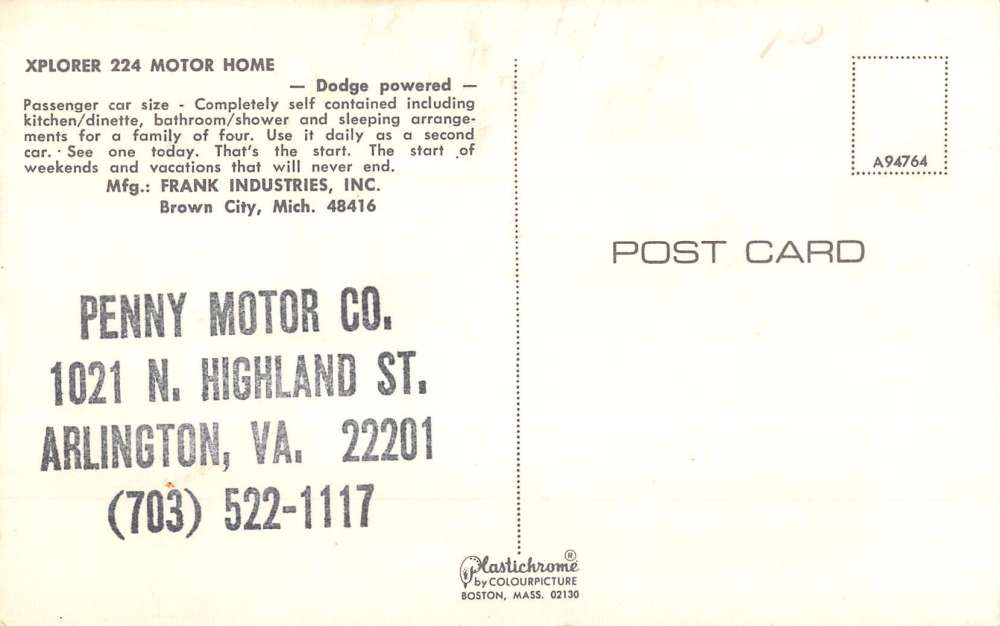 XPLORER 224 MOTOR HOME
— Dodge powered —
Passenger car size - Completely self contained including
kitchen/dinette, bathroom/shower and sleeping arrange-
ments for a family of four. Use it daily as a second
car. See one today. That's the start. The start of
weekends and vacations that will never end.
Mfg.: FRANK INDUSTRIES, INC.
Brown City, Mich. 48416
PENNY MOTOR CO.
1021 N. HIGHLAND ST.
ARLINGTON, VA. 22201
(703) 522-1117
A94764
POST CARD
Plastichrome ®
by COLOURPICTURE
BOSTON, MASS. 02130